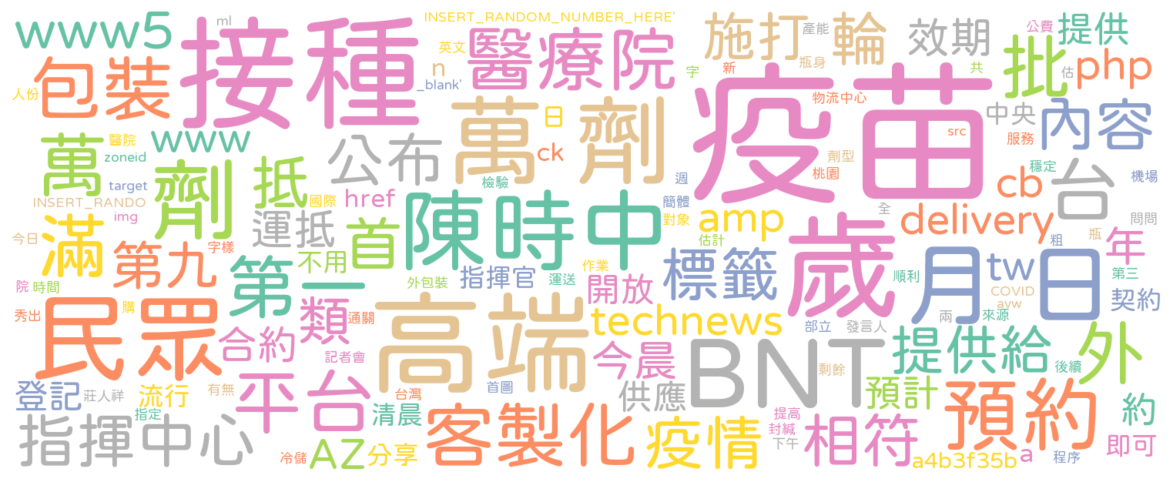 www5
接種
ml
INSERT_RANDOM_NUMBER_HERE'
英文
醫療院
n
_blank'
施打
產能
輪
瓶身
效期
公費
提供
批
共
估
php
人份
包裝
字
新
疫苗
物流中心
中央
內容
src
服務
萬
醫院
zoneid
www
劑
抵
公布
萬劑
日
ck
檢驗
週
簡體
對象
劑型
桃園
穩定
cb
台
機場
target
INSERT_RANDO
img
國際
href
陳時中
amp
估計
全
delivery
問問
今日
滿
第九
字樣
運抵
首
不用
第一
外包裝
指揮官
運送
作業
開放
標籤
歲
順利
月
tw
日
租
瓶
年
第三
契約
COVID
ayw
兩
來源
院
時間
秀出
購
民眾
合約
類
通關
記者會
高端
technews
部立
發言人
今晨
BNT
提供給
外
後續
登記
莊人祥
流行
有無
平台
台灣
首圖
供應
剩餘
預計
預約
約
指揮中心
指定
冷儲
AZ
清晨
分享
客製化
疫情
提高
封緘
下午
相符
a4b3f35b
a
程序
即可